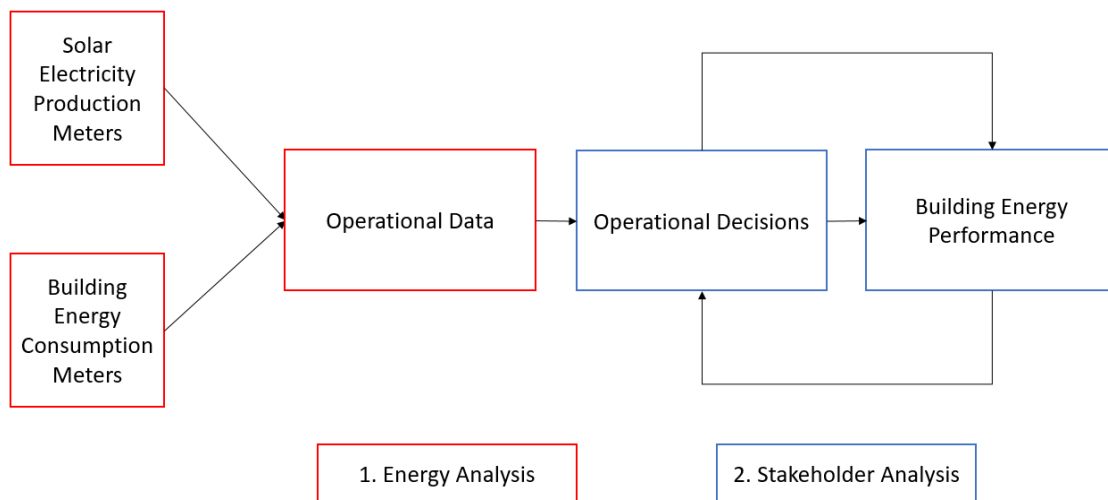 Solar
Electricity
Production
Meters
Building
Energy
Consumption
Meters
Operational Data
Operational Decisions
Building Energy
Performance
1. Energy Analysis
2. Stakeholder Analysis